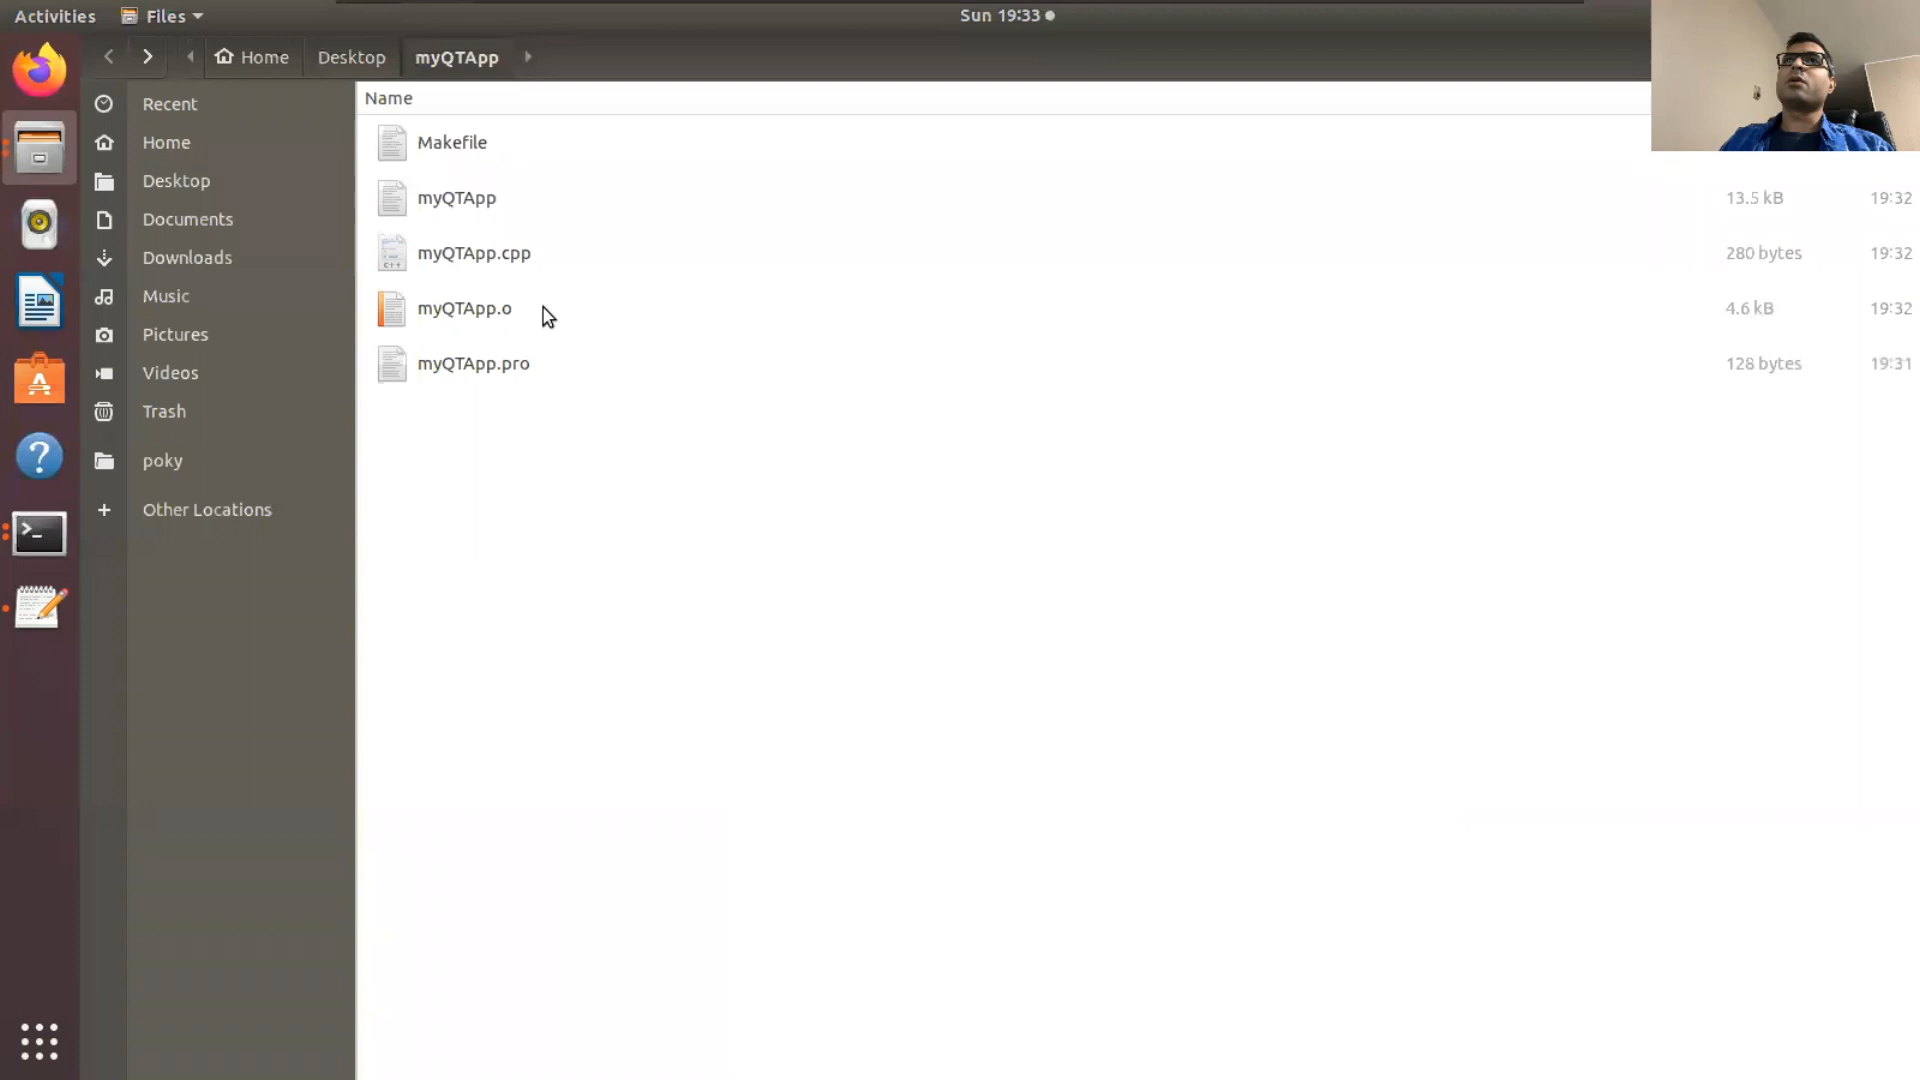 Activities Files Sun 19:33
Home Desktop myQTApp
Recent
Home
Desktop
Documents
Downloads
Music
Pictures
Videos
Trash
poky
Other Locations
Name
Makefile
myQTApp 13.5 kB 19:32
myQTApp.cpp 280 bytes 19:32
C++
myQTApp.o 4.6 kB 19:32
myQTApp.pro 128 bytes 19:31